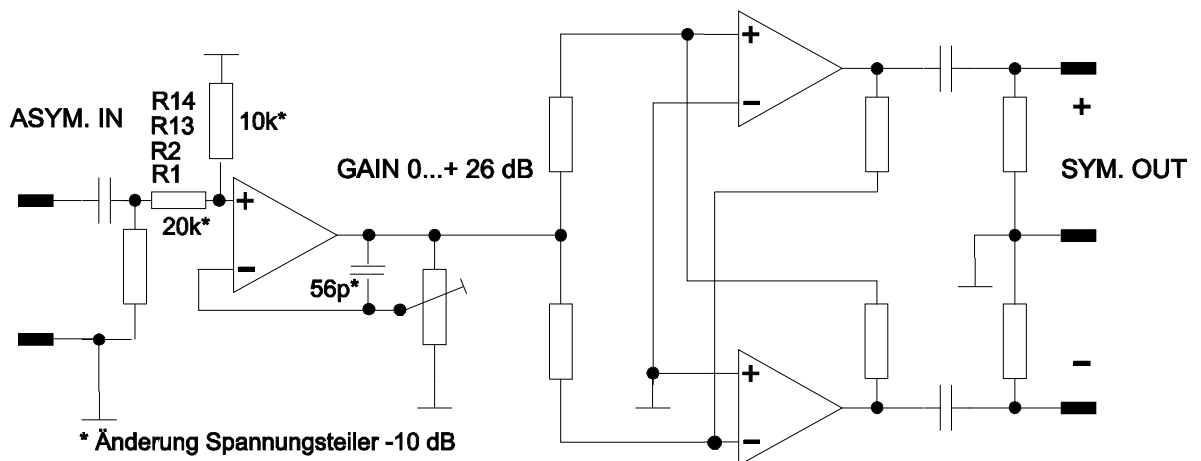 ASYM. IN
R14
R13
R2
R1
10k*
20k*
+
-
56p*
GAIN 0...+ 26 dB
+
-
+
-
+
SYM. OUT
-
* Änderung Spannungsteiler -10 dB